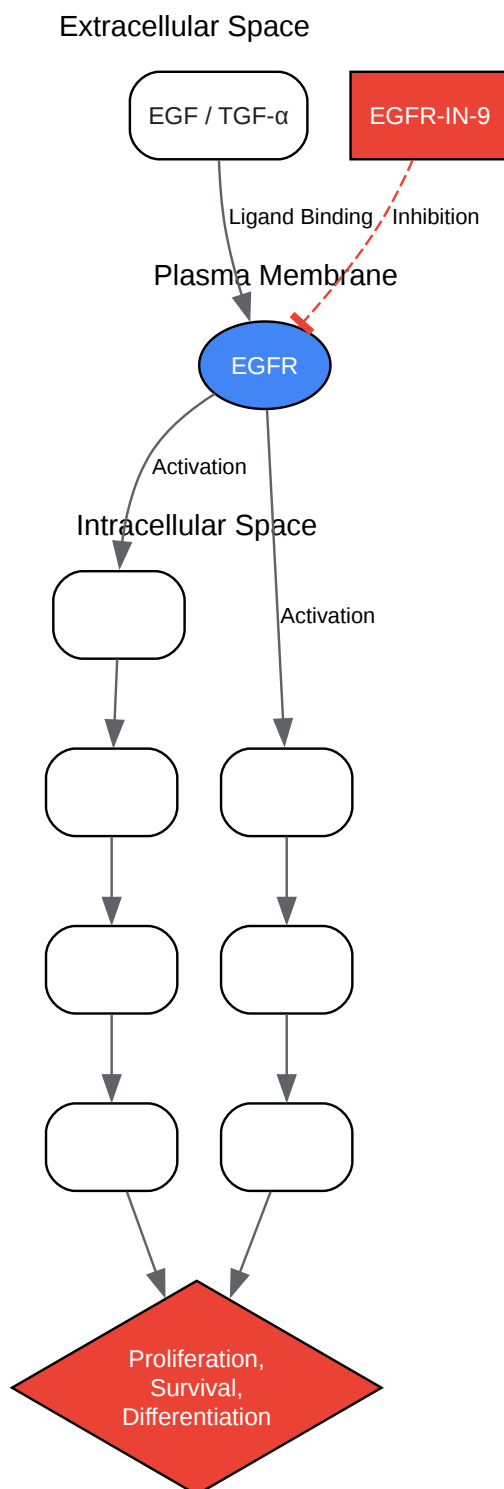 Extracellular Space
EGF / TGF-α
EGFR-IN-9
Ligand Binding
Inhibition
Plasma Membrane
EGFR
Activation
Intracellular Space
Activation
Proliferation,
Survival,
Differentiation